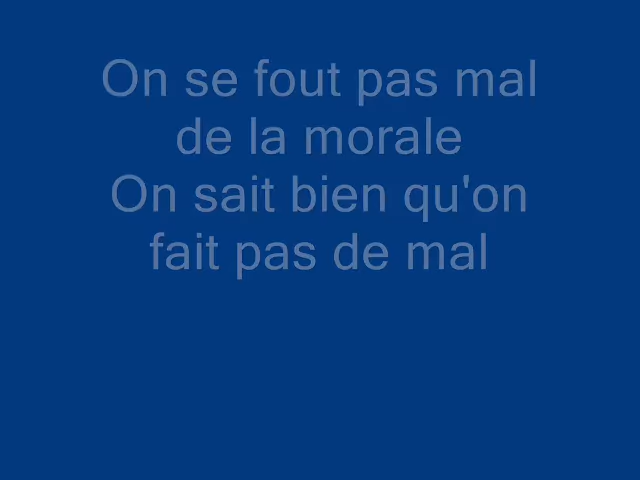 On se fout pas mal
de la morale
On sait bien qu'on
fait pas de mal